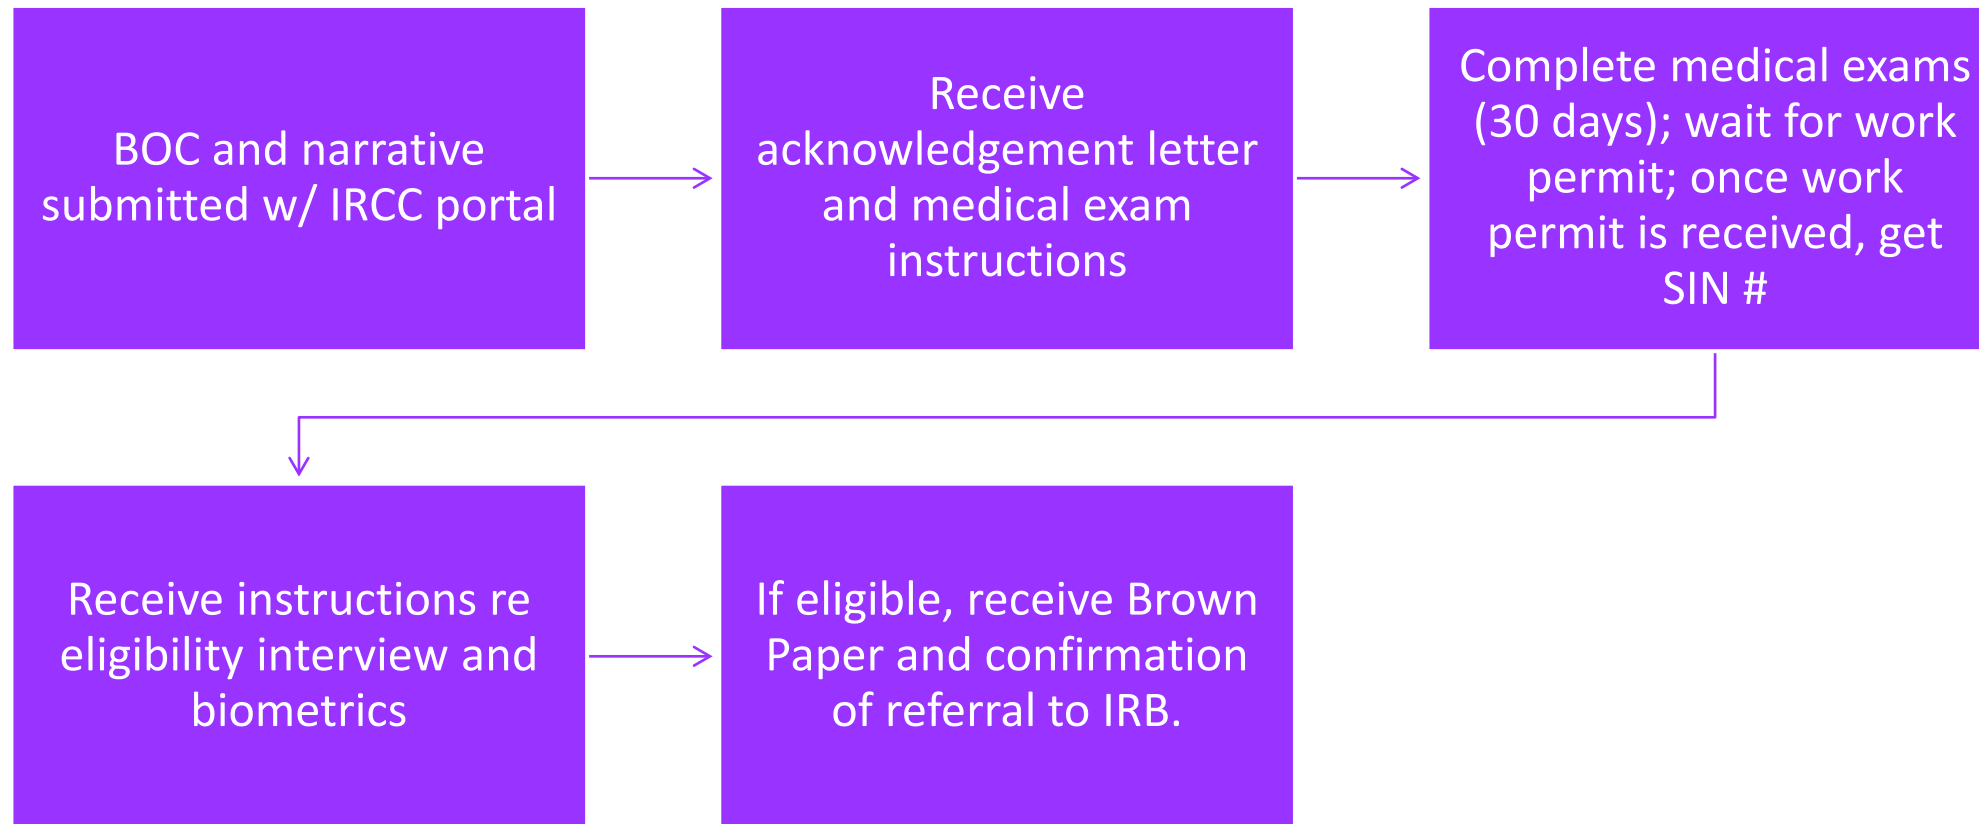 BOC and narrative
submitted w/ IRCC portal
Receive
acknowledgement letter
and medical exam
instructions
Complete medical exams
(30 days); wait for work
permit; once work
permit is received, get
SIN #
Receive instructions re
eligibility interview and
biometrics
If eligible, receive Brown
Paper and confirmation
of referral to IRB.